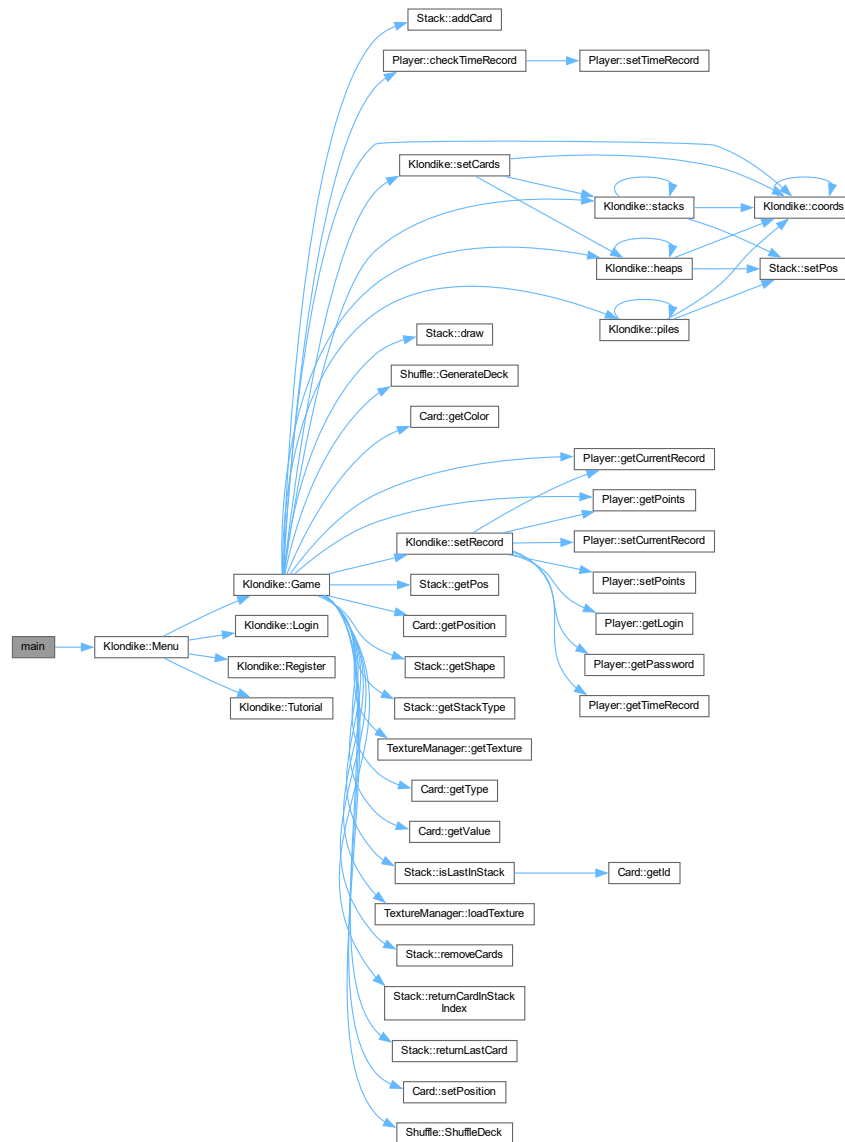 Stack::addCard
Player::checkTimeRecord
Player::setTimeRecord
Klondike::setCards
Klondike::stacks
Klondike::coords
Klondike::heaps
Stack::setPos
Klondike::piles
Stack::draw
Shuffle::GenerateDeck
Card::getColor
Player::getCurrentRecord
Player::getPoints
Klondike::setRecord
Player::setCurrentRecord
Klondike::Game
Stack::getPos
Player::setPoints
Klondike::Login
Card::getPosition
Player::getLogin
main
Klondike::Menu
Klondike::Register
Stack::getShape
Player::getPassword
Klondike::Tutorial
Stack::getStackType
Player::getTimeRecord
TextureManager::getTexture
Card::getType
Card::getValue
Stack::isLastInStack
Card::getId
TextureManager::loadTexture
Stack::removeCards
Stack::returnCardInStack
Index
Stack::returnLastCard
Card::setPosition
Shuffle::ShuffleDeck